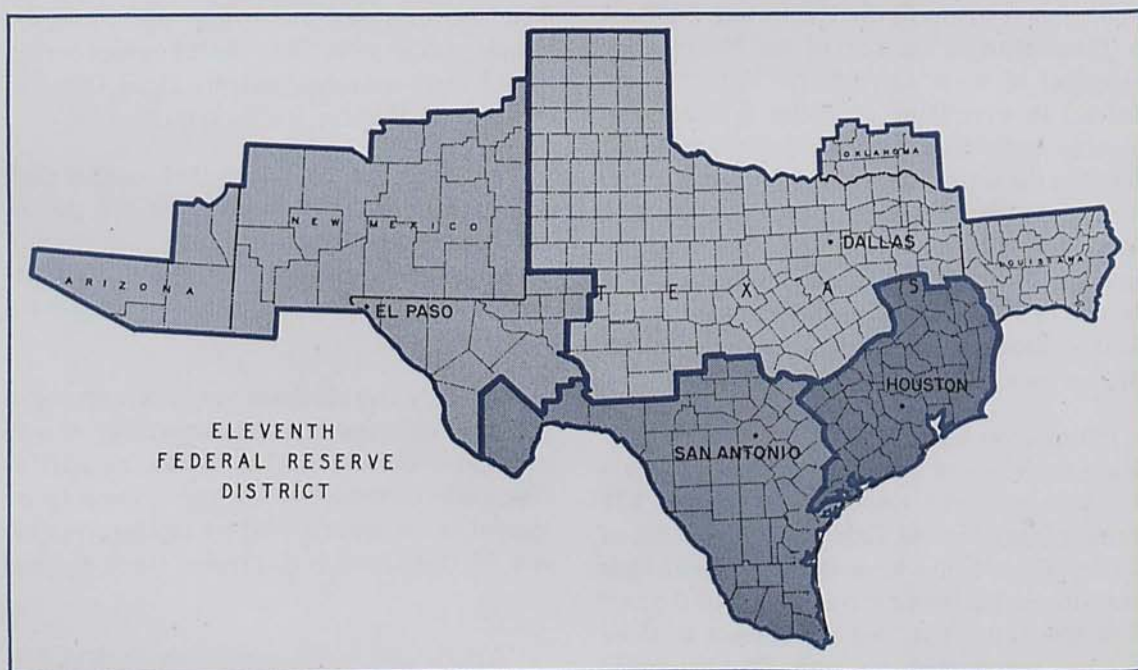 OKLAHOMA
NEW MEXICO
DALLAS
LOUISIANA
ARIZONA
TEXAS
EL PASO
HOUSTON
SAN ANTONIO
ELEVENTH
FEDERAL RESERVE
DISTRICT